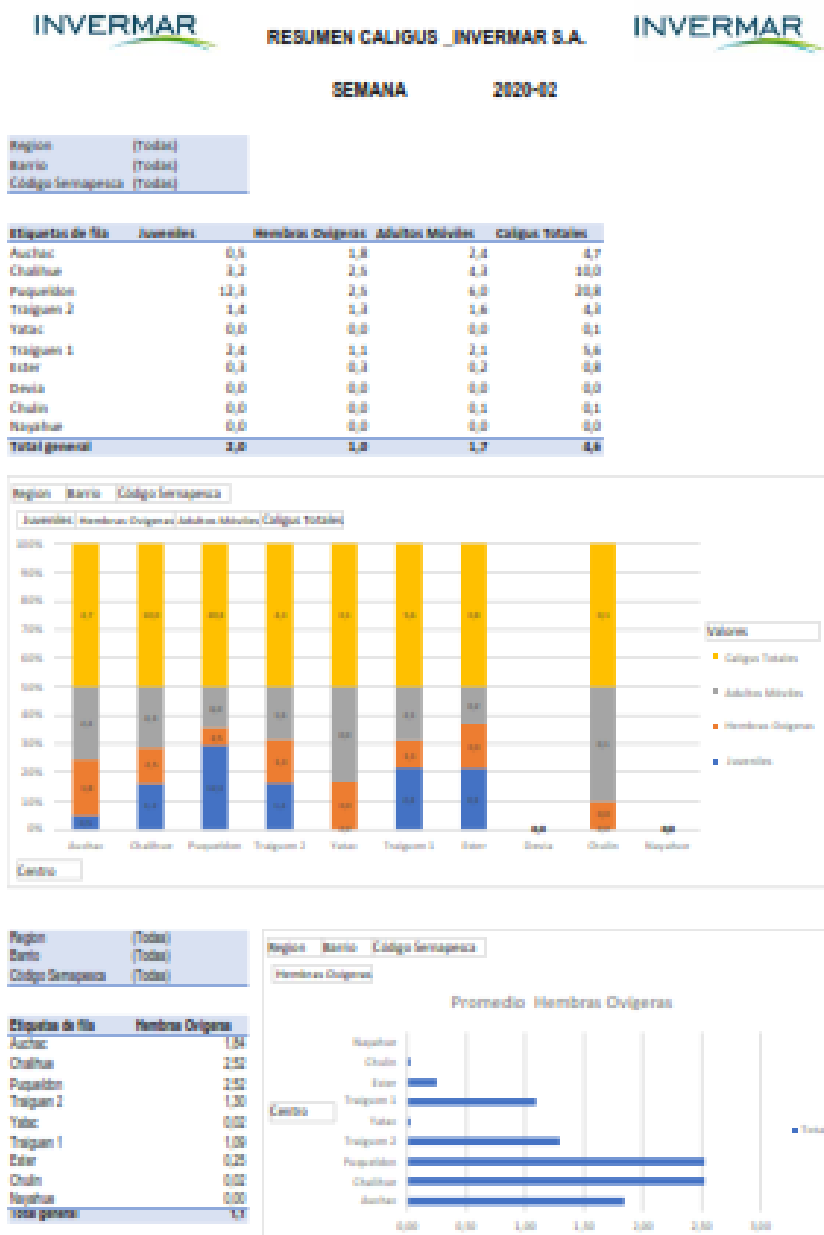 INVERMAR
RESUMEN CALIGUS _INVERMAR S.A.
INVERMAR
SEMANA 2020-02
Region (Todas)
Barrio (Todas)
Código Sernapesca (Todas)
Etiquetas de fila Juveniles Hembras Ovigeras Adultos Móviles Caligus Totales
Auchac 0,5 1,8 2,4 4,7
Chalihue 3,2 2,5 4,3 10,0
Puqueldon 12,3 2,5 6,0 20,8
Traiguen 2 1,4 1,3 1,6 4,3
Yatac 0,0 0,0 0,0 0,1
Traiguen 1 2,4 1,1 2,1 5,6
Ester 0,3 0,3 0,2 0,8
Devia 0,0 0,0 0,0 0,0
Chulin 0,0 0,0 0,1 0,1
Nayahue 0,0 0,0 0,0 0,0
Total general 2,0 1,0 1,7 4,6
Region Barrio Código Sernapesca
Juveniles Hembras Ovigeras Adultos Móviles Caligus Totales
100%
90%
80%
70%
60%
50%
40%
30%
20%
10%
0%
Valores
Caligus Totales
Adultos Móviles
Hembras Ovigeras
Juveniles
Auchac Chalihue Puqueldon Traiguen 2 Yatac Traiguen 1 Ester Devia Chulin Nayahue
Centro
Region (Todas)
Barrio (Todas)
Código Sernapesca (Todas)
Etiquetas de fila Hembras Ovigeras
Auchac 1,84
Chalihue 2,52
Puqueldon 2,52
Traiguen 2 1,30
Yatac 0,02
Traiguen 1 1,09
Ester 0,25
Chulin 0,02
Nayahue 0,00
Total general 1,1
Region Barrio Código Sernapesca
Hembras Ovigeras
Promedio Hembras Ovígeras
Nayahue
Chulin
Ester
Traiguen 1
Yatac
Traiguen 2
Puqueldon
Chalihue
Auchac
Centro
0,00 0,50 1,00 1,50 2,00 2,50 3,00